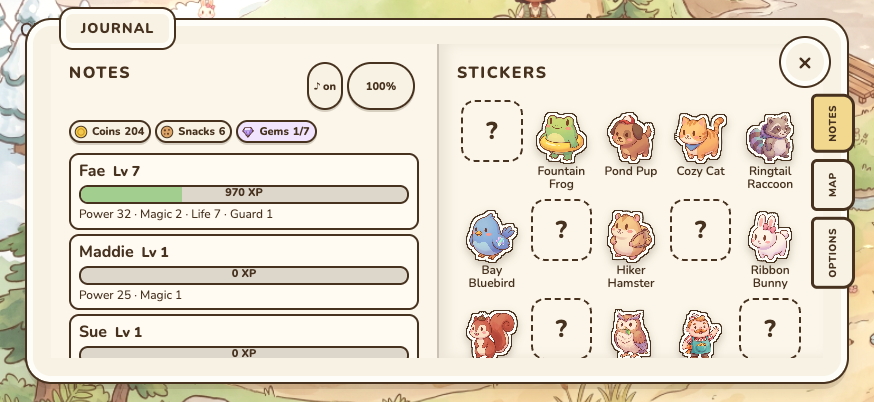 JOURNAL
NOTES
♪ on
100%
Coins 204
Snacks 6
Gems 1/7
Fae Lv 7
970 XP
Power 32 · Magic 2 · Life 7 · Guard 1
Maddie Lv 1
0 XP
Power 25 · Magic 1
Sue Lv 1
0 XP
STICKERS
?
Fountain
Frog
Pond Pup
Cozy Cat
Ringtail
Raccoon
Bay
Bluebird
?
Hiker
Hamster
?
Ribbon
Bunny
?
?
×
NOTES
MAP
OPTIONS